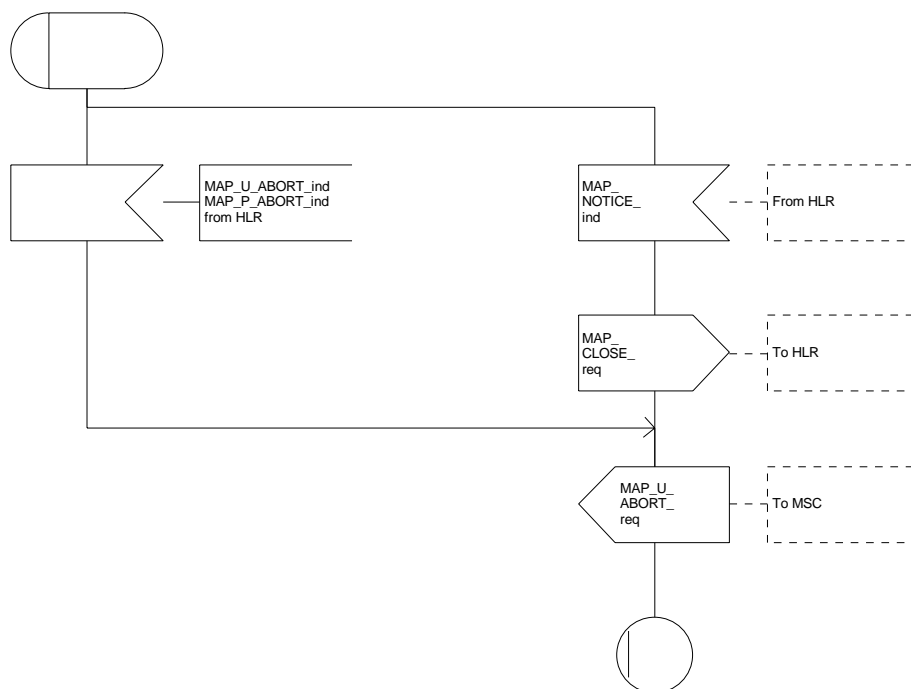 MAP_U_ABORT_ind
MAP_P_ABORT_ind
from HLR
MAP_
NOTICE_
ind
From HLR
MAP_
CLOSE_
req
To HLR
MAP_U_
ABORT_
req
To MSC